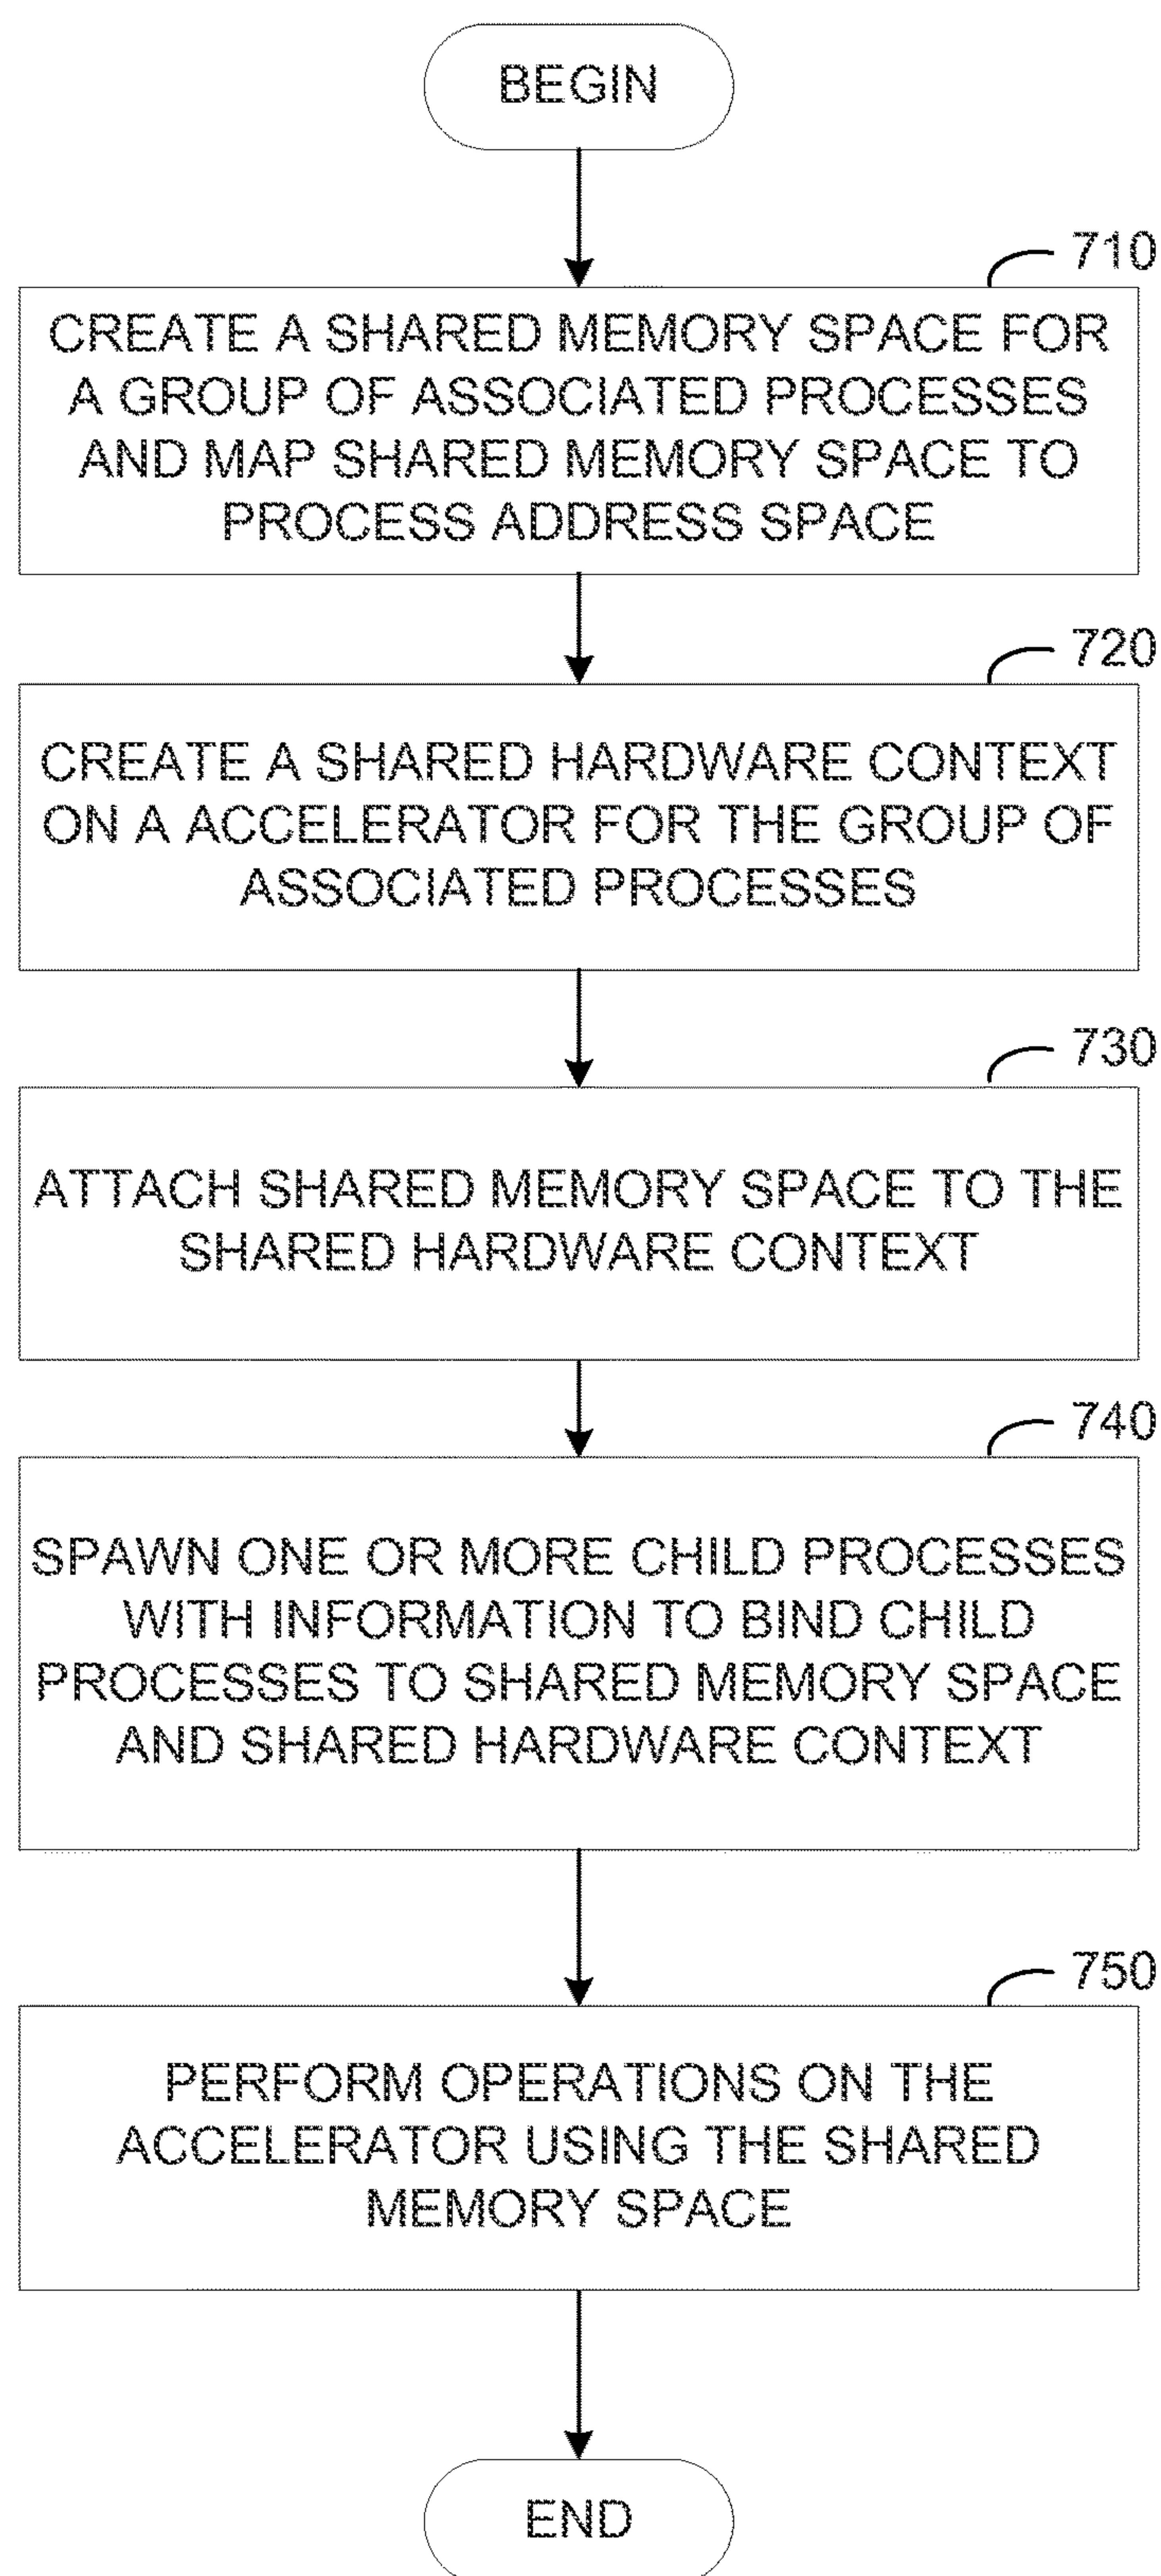 BEGIN
710
CREATE A SHARED MEMORY SPACE FOR
A GROUP OF ASSOCIATED PROCESSES
AND MAP SHARED MEMORY SPACE TO
PROCESS ADDRESS SPACE
720
CREATE A SHARED HARDWARE CONTEXT
ON A ACCELERATOR FOR THE GROUP OF
ASSOCIATED PROCESSES
730
ATTACH SHARED MEMORY SPACE TO THE
SHARED HARDWARE CONTEXT
740
SPAWN ONE OR MORE CHILD PROCESSES
WITH INFORMATION TO BIND CHILD
PROCESSES TO SHARED MEMORY SPACE
AND SHARED HARDWARE CONTEXT
750
PERFORM OPERATIONS ON THE
ACCELERATOR USING THE SHARED
MEMORY SPACE
END